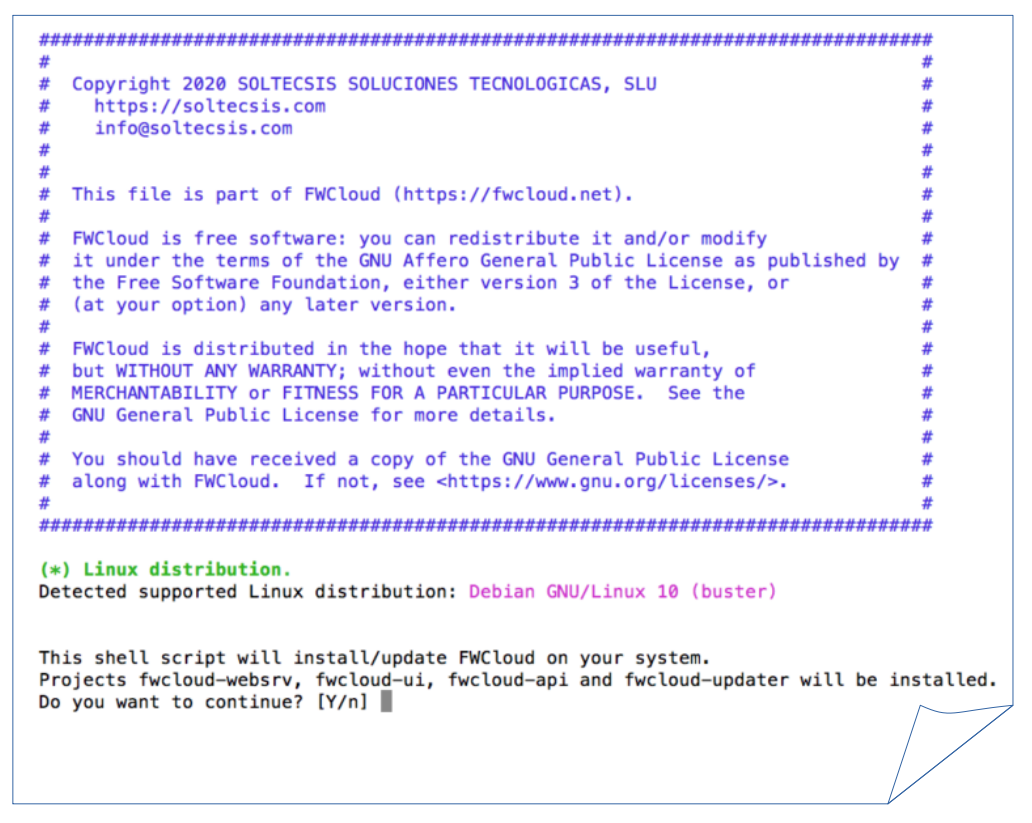 #################################################################################
#                                                                               #
#  Copyright 2020 SOLTECSIS SOLUCIONES TECNOLOGICAS, SLU                        #
#    https://soltecsis.com                                                      #
#    info@soltecsis.com                                                         #
#                                                                               #
#                                                                               #
#  This file is part of FWCloud (https://fwcloud.net).                          #
#                                                                               #
#  FWCloud is free software: you can redistribute it and/or modify              #
#  it under the terms of the GNU Affero General Public License as published by  #
#  the Free Software Foundation, either version 3 of the License, or            #
#  (at your option) any later version.                                          #
#                                                                               #
#  FWCloud is distributed in the hope that it will be useful,                   #
#  but WITHOUT ANY WARRANTY; without even the implied warranty of               #
#  MERCHANTABILITY or FITNESS FOR A PARTICULAR PURPOSE.  See the                #
#  GNU General Public License for more details.                                 #
#                                                                               #
#  You should have received a copy of the GNU General Public License            #
#  along with FWCloud.  If not, see <https://www.gnu.org/licenses/>.            #
#                                                                               #
#################################################################################
(*) Linux distribution.
Detected supported Linux distribution: Debian GNU/Linux 10 (buster)
This shell script will install/update FWCloud on your system.
Projects fwcloud-websrv, fwcloud-ui, fwcloud-api and fwcloud-updater will be installed.
Do you want to continue? [Y/n]